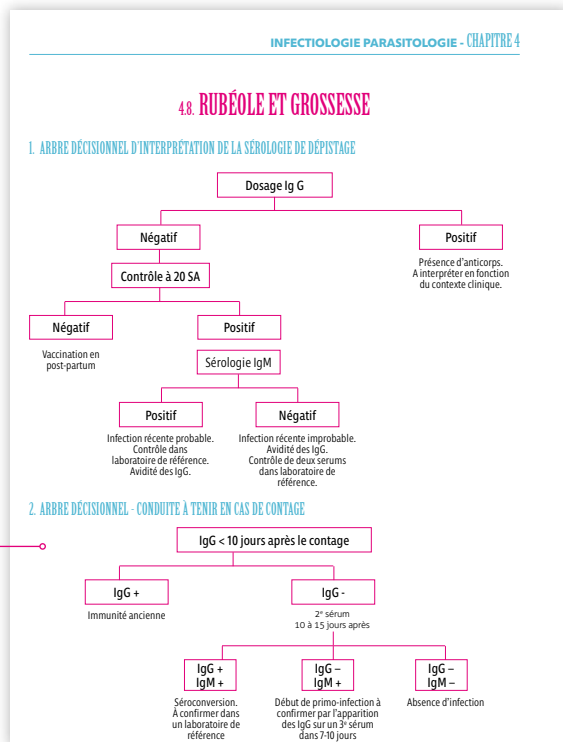 INFECTIOLOGIE PARASITOLOGIE - CHAPITRE 4
4.8. RUBÉOLE ET GROSSESSE
1. ARBRE DÉCISIONNEL D'INTERPRÉTATION DE LA SÉROLOGIE DE DÉPISTAGE
Dosage Ig G
Négatif
Positif
Présence d'anticorps.
A interpréter en fonction
du contexte clinique.
Contrôle à 20 SA
Négatif
Positif
Vaccination en
post-partum
Sérologie IgM
Positif
Négatif
Infection récente probable.
Contrôle dans
laboratoire de référence.
Avidité des IgG.
Infection récente improbable.
Avidité des IgG.
Contrôle de deux serums
dans laboratoire de
référence.
2. ARBRE DÉCISIONNEL - CONDUITE À TENIR EN CAS DE CONTAGE
IgG < 10 jours après le contage
IgG +
IgG -
Immunité ancienne
2e sérum
10 à 15 jours après
IgG +
IgM +
IgG –
IgM +
IgG –
IgM –
Séroconversion.
À confirmer dans
un laboratoire de
référence
Début de primo-infection à
confirmer par l'apparition
des IgG sur un 3e sérum
dans 7-10 jours
Absence d'infection